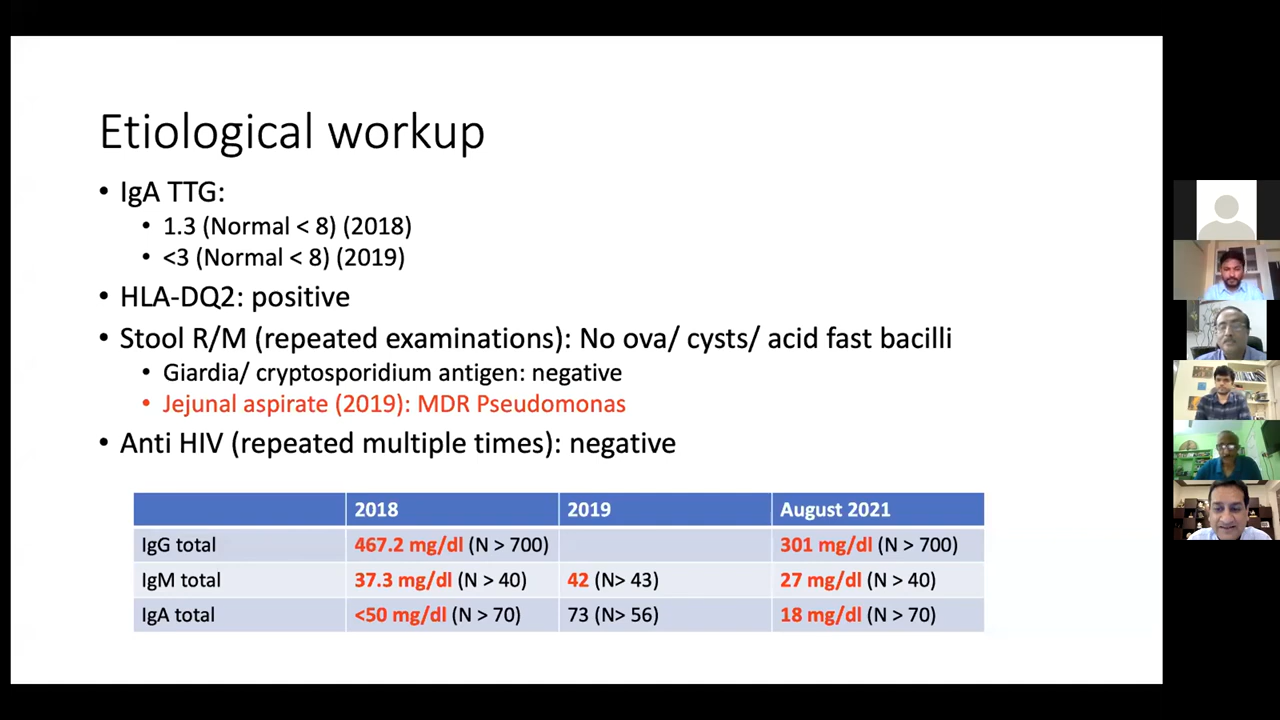 Etiological workup
• IgA TTG:
• 1.3 (Normal < 8) (2018)
• <3 (Normal < 8) (2019)
• HLA-DQ2: positive
• Stool R/M (repeated examinations): No ova/ cysts/ acid fast bacilli
• Giardia/ cryptosporidium antigen: negative
• Jejunal aspirate (2019): MDR Pseudomonas
• Anti HIV (repeated multiple times): negative
2018 2019 August 2021
IgG total 467.2 mg/dl (N > 700) 301 mg/dl (N > 700)
IgM total 37.3 mg/dl (N > 40) 42 (N> 43) 27 mg/dl (N > 40)
IgA total <50 mg/dl (N > 70) 73 (N> 56) 18 mg/dl (N > 70)